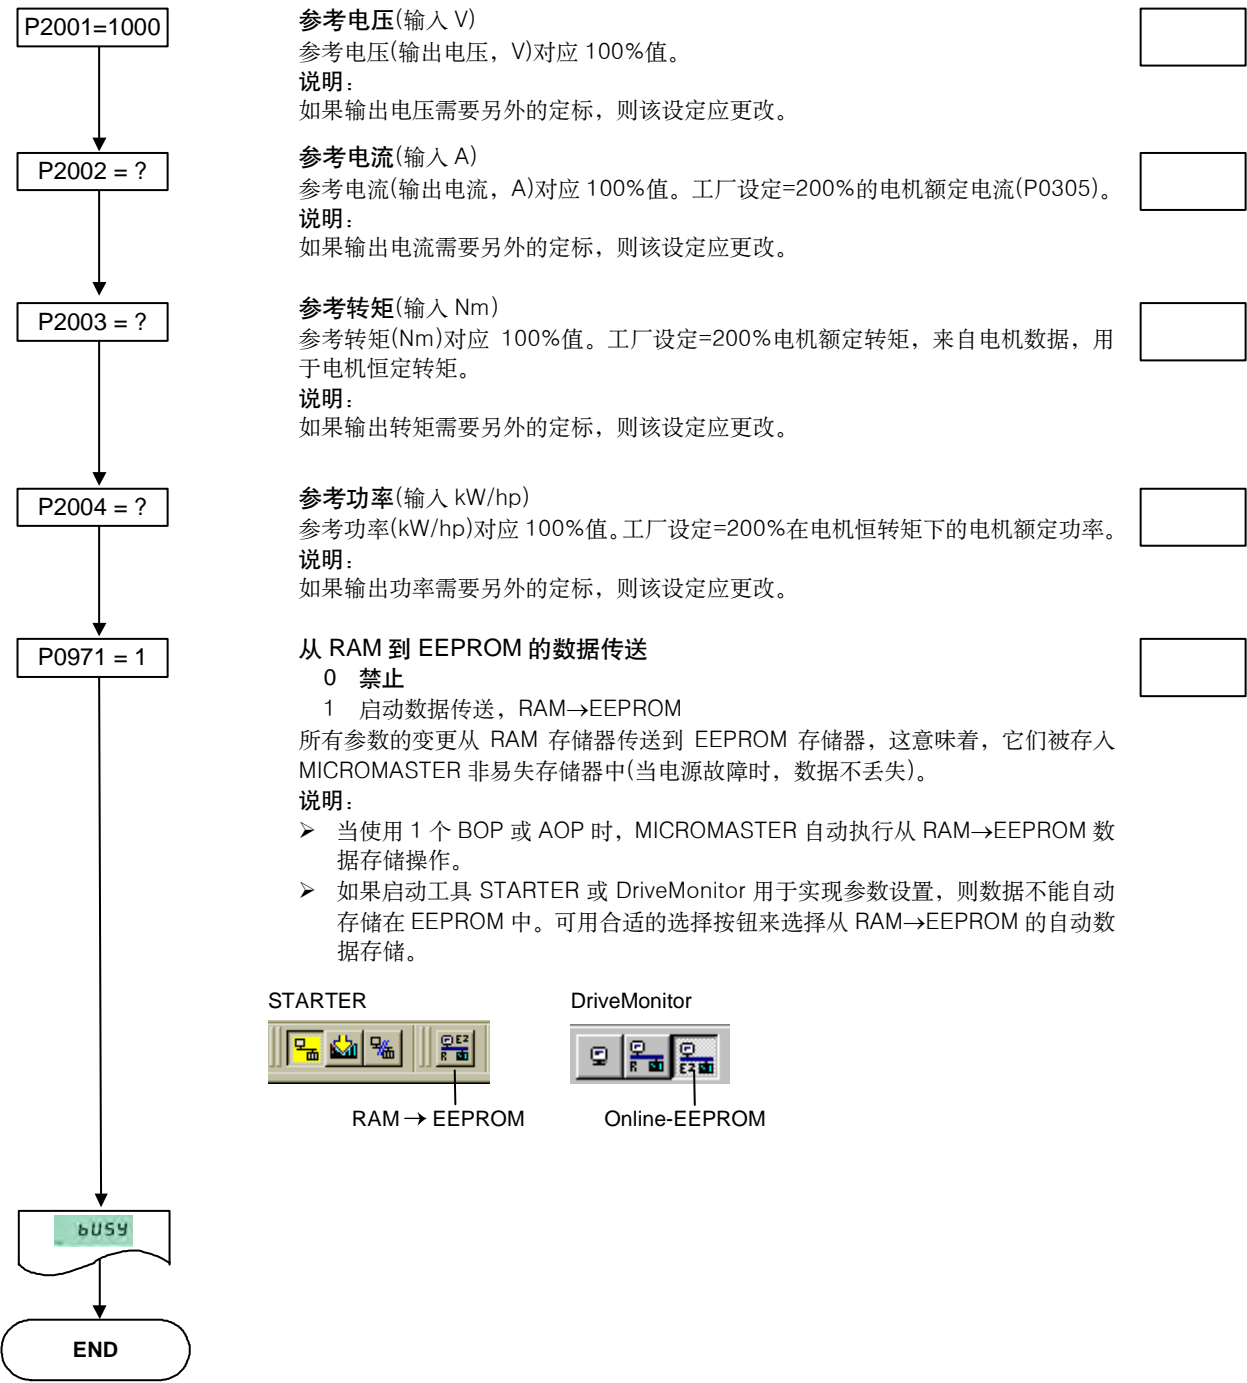 P2001=1000
参考电压(输入 V)
参考电压(输出电压，V)对应 100%值。
说明：
如果输出电压需要另外的定标，则该设定应更改。
P2002 = ?
参考电流(输入 A)
参考电流(输出电流，A)对应 100%值。工厂设定=200%的电机额定电流(P0305)。
说明：
如果输出电流需要另外的定标，则该设定应更改。
P2003 = ?
参考转矩(输入 Nm)
参考转矩(Nm)对应 100%值。工厂设定=200%电机额定转矩，来自电机数据，用
于电机恒定转矩。
说明：
如果输出转矩需要另外的定标，则该设定应更改。
P2004 = ?
参考功率(输入 kW/hp)
参考功率(kW/hp)对应 100%值。工厂设定=200%在电机恒转矩下的电机额定功率。
说明：
如果输出功率需要另外的定标，则该设定应更改。
P0971 = 1
从 RAM 到 EEPROM 的数据传送
0 禁止
1 启动数据传送，RAM→EEPROM
所有参数的变更从 RAM 存储器传送到 EEPROM 存储器，这意味着，它们被存入
MICROMASTER 非易失存储器中(当电源故障时，数据不丢失)。
说明：
➢ 当使用 1 个 BOP 或 AOP 时，MICROMASTER 自动执行从 RAM→EEPROM 数
据存储操作。
➢ 如果启动工具 STARTER 或 DriveMonitor 用于实现参数设置，则数据不能自动
存储在 EEPROM 中。可用合适的选择按钮来选择从 RAM→EEPROM 的自动数
据存储。
STARTER
DriveMonitor
E2
R
R
E2
RAM → EEPROM
Online-EEPROM
bUSY
END